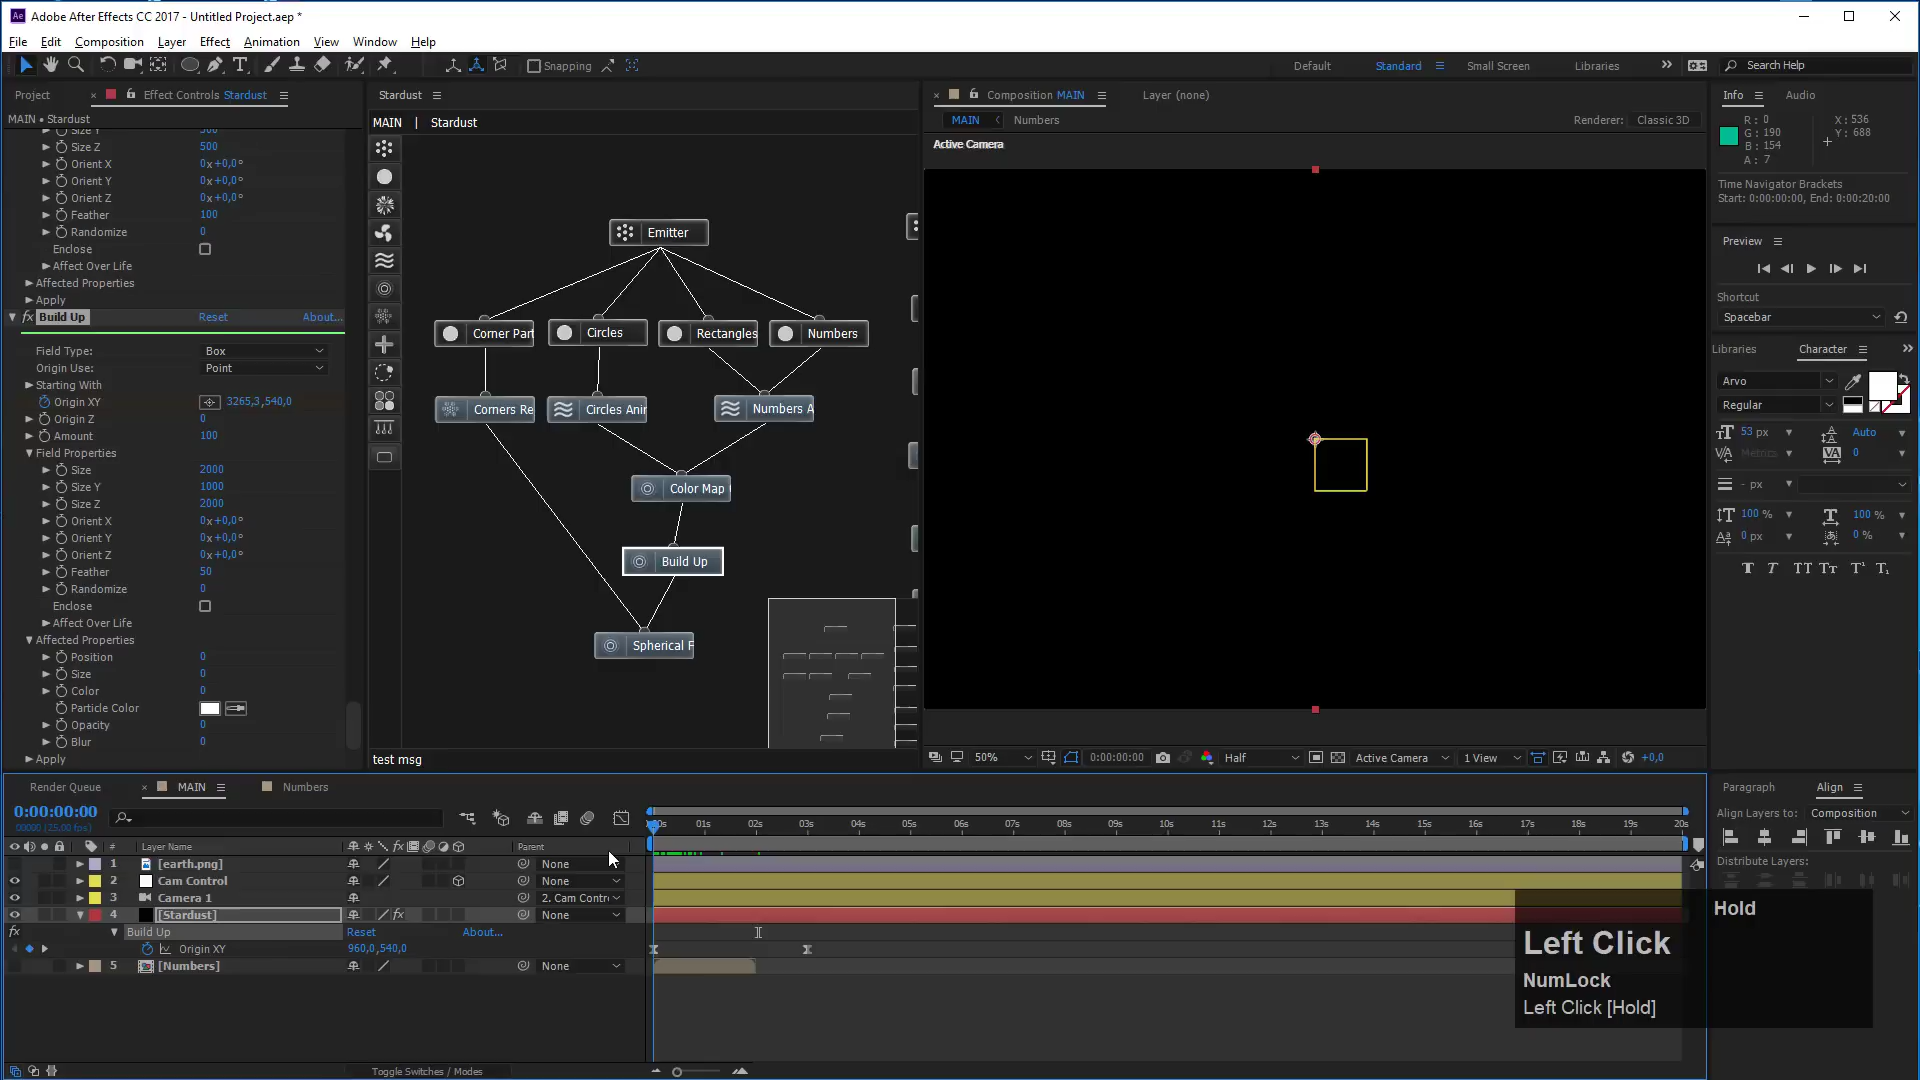 Adobe After Effects CC 2017 - Untitled Project.aep *
File Edit Composition Layer Effect Animation View Window Help
Snapping
Default Standard Small Screen Libraries Search Help
Project Effect Controls Stardust
MAIN • Stardust
Size Y 500
Size Z 500
Orient X 0x+0,0°
Orient Y 0x+0,0°
Orient Z 0x+0,0°
Feather 100
Randomize 0
Enclose
Affect Over Life
Affected Properties
Apply
fx Build Up Reset About...
Field Type: Box
Origin Use: Point
Starting With
Origin XY 3265,3,540,0
Origin Z 0
Amount 100
Field Properties
Size 2000
Size Y 1000
Size Z 2000
Orient X 0x+0,0°
Orient Y 0x+0,0°
Orient Z 0x+0,0°
Feather 50
Randomize 0
Enclose
Affect Over Life
Affected Properties
Position 0
Size 0
Color 0
Particle Color
Opacity 0
Blur 0
Apply
Stardust
MAIN | Stardust
Emitter
Corner Part Circles Rectangles Numbers
Corners Re Circles Anir Numbers A
Color Map
Build Up
Spherical F
test msg
Composition MAIN Layer (none)
MAIN Numbers Renderer: Classic 3D
Active Camera
50% 0:00:00:00 Half Active Camera 1 View +0,0
Info Audio
R: 0 X: 536
G: 190 Y: 688
B: 154
A: 7
Time Navigator Brackets
Start: 0:00:00:00, End: 0:00:20:00
Preview
Shortcut
Spacebar
Libraries Character
Arvo
Regular
53 px Auto
Metrics 0
- px
100 % 100 %
0 px 0 %
T T TT Tt T¹ T₁
Render Queue MAIN Numbers
0:00:00:00
00000 (25.00 fps)
# Layer Name Parent
1 [earth.png] None
2 Cam Control None
3 Camera 1 2. Cam Contr
4 [Stardust] None
fx Build Up Reset About...
Origin XY 960,0,540,0
5 [Numbers] None
00s 01s 02s 03s 04s 05s 06s 07s 08s 09s 10s 11s 12s 13s 14s 15s 16s 17s 18s 19s 20s
Toggle Switches / Modes
Paragraph Align
Align Layers to: Composition
Distribute Layers:
Hold
Left Click
NumLock
Left Click [Hold]